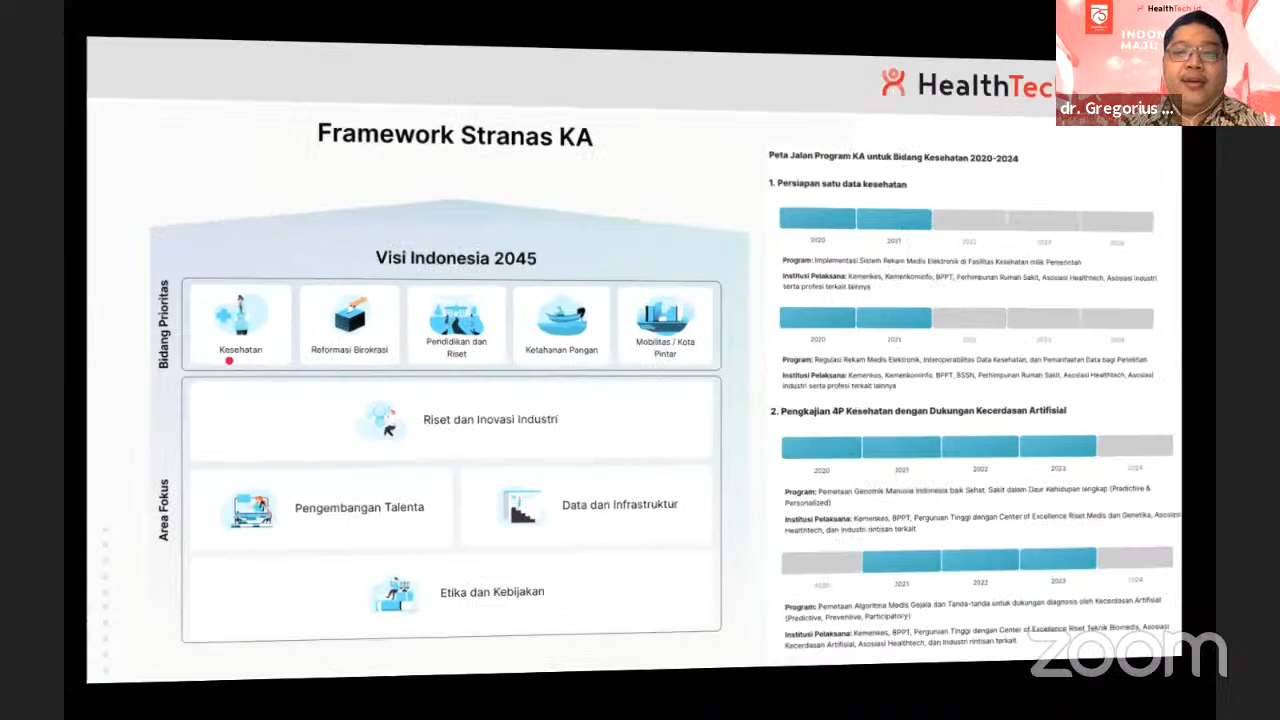 HealthTech.id
INDON
MAJU
dr. Gregorius ...
HealthTec
Framework Stranas KA
Visi Indonesia 2045
Bidang Prioritas
Kesehatan
Reformasi Birokrasi
Pendidikan dan
Riset
Ketahanan Pangan
Mobilitas / Kota
Pintar
Area Fokus
Riset dan Inovasi Industri
Pengembangan Talenta
Data dan Infrastruktur
Etika dan Kebijakan
Peta Jalan Program KA untuk Bidang Kesehatan 2020-2024
1. Persiapan satu data kesehatan
2020 2021 2022
Program: Implementasi Sistem Rekam Medis Elektronik di Fasilitas Kesehatan milik Pemerintah
Institusi Pelaksana: Kemenkes, Kemenkominfo, BPPT, Perhimpunan Rumah Sakit, Asosiasi Healthtech, Asosiasi industri
serta profesi terkait lainnya
2020 2021 2022
Program: Regulasi Rekam Medis Elektronik, Interoperabilitas Data Kesehatan, dan Pemanfaatan Data bagi Penelitian
Institusi Pelaksana: Kemenkes, Kemenkominfo, BPPT, BSSN, Perhimpunan Rumah Sakit, Asosiasi Healthtech, Asosiasi
industri serta profesi terkait lainnya
2. Pengkajian 4P Kesehatan dengan Dukungan Kecerdasan Artifisial
2020 2021 2022 2023 2024
Program: Pemetaan Genomik Manusia Indonesia baik Sehat, Sakit dalam Daur Kehidupan lengkap (Predictive &
Personalized)
Institusi Pelaksana: Kemenkes, BPPT, Perguruan Tinggi dengan Center of Excellence Riset Medis dan Genetika, Asosiasi
Healthtech, dan Industri rintisan terkait
2020 2021 2022 2023 2024
Program: Pemetaan Algoritma Medis Gejala dan Tanda-tanda untuk dukungan diagnosis oleh Kecerdasan Artifisial
(Predictive, Preventive, Participatory)
Institusi Pelaksana: Kemenkes, BPPT, Perguruan Tinggi dengan Center of Excellence Riset Teknik Biomedis, Asosiasi
Kecerdasan Artifisial, Asosiasi Healthtech, dan Industri rintisan terkait
zoom